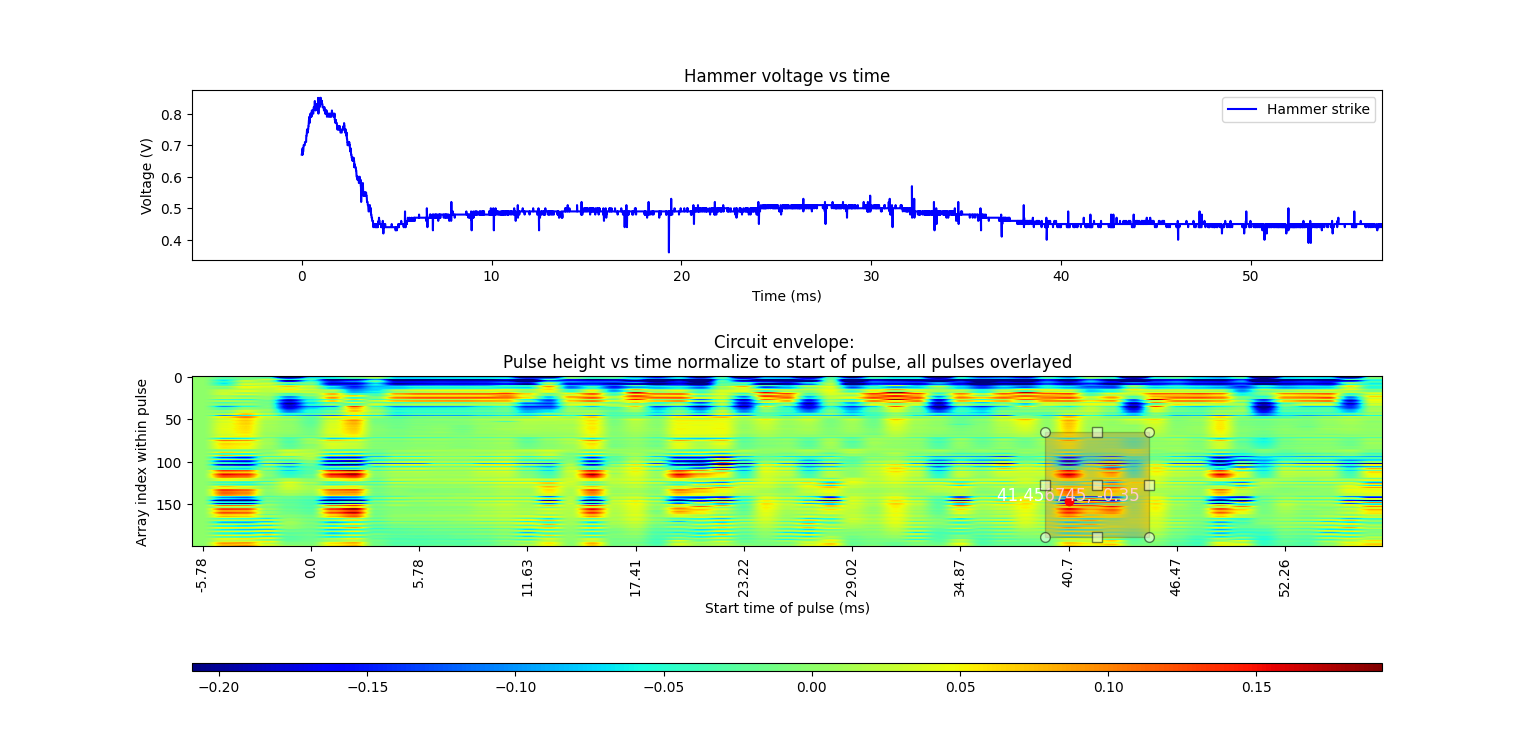 Hammer voltage vs time
Hammer strike
Voltage (V)
0.8
0.7
0.6
0.5
0.4
0 10 20 30 40 50
Time (ms)
Circuit envelope:
Pulse height vs time normalize to start of pulse, all pulses overlayed
Array index within pulse
0
50
100
150
41.456745, -0.35
-5.78 0.0 5.78 11.63 17.41 23.22 29.02 34.87 40.7 46.47 52.26
Start time of pulse (ms)
−0.20 −0.15 −0.10 −0.05 0.00 0.05 0.10 0.15